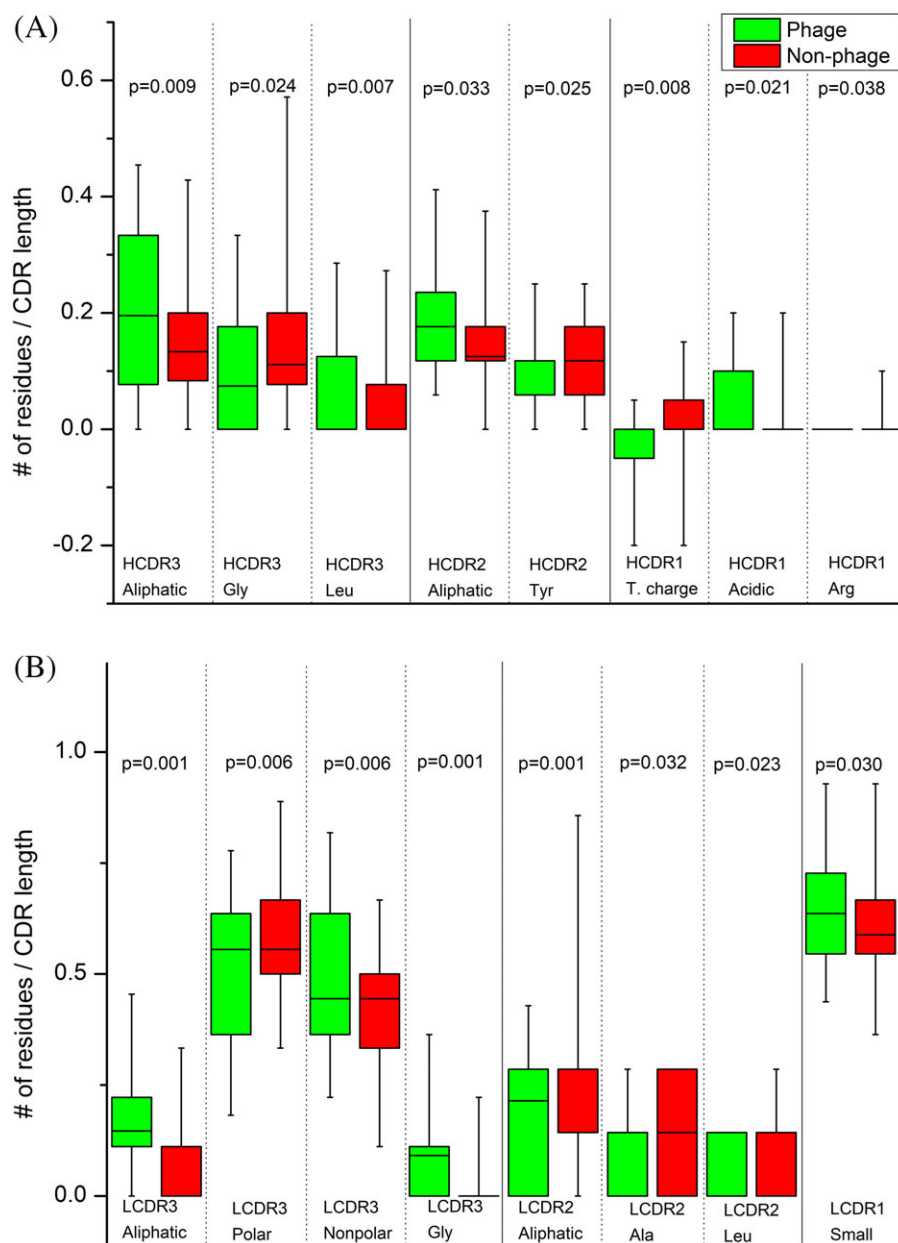 (A)
Phage
Non-phage
p=0.009 p=0.024 p=0.007 p=0.033 p=0.025 p=0.008 p=0.021 p=0.038
# of residues / CDR length
0.6
0.4
0.2
0.0
-0.2
HCDR3 HCDR3 HCDR3 HCDR2 HCDR2 HCDR1 HCDR1 HCDR1
Aliphatic Gly Leu Aliphatic Tyr T. charge Acidic Arg
(B)
p=0.001 p=0.006 p=0.006 p=0.001 p=0.001 p=0.032 p=0.023 p=0.030
# of residues / CDR length
1.0
0.5
0.0
LCDR3 LCDR3 LCDR3 LCDR3 LCDR2 LCDR2 LCDR2 LCDR1
Aliphatic Polar Nonpolar Gly Aliphatic Ala Leu Small